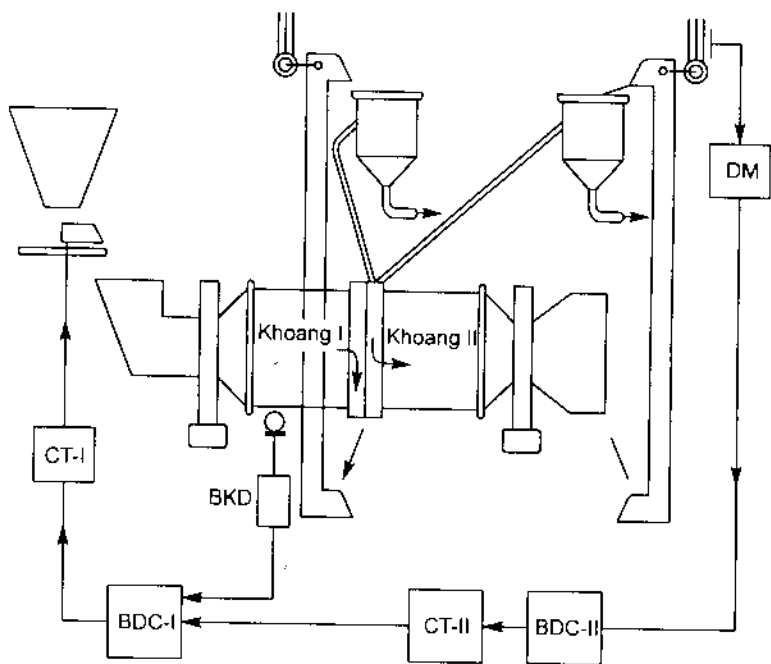 DM
Khoang I
Khoang II
CT-I
BKD
BDC-I
CT-II
BDC-II